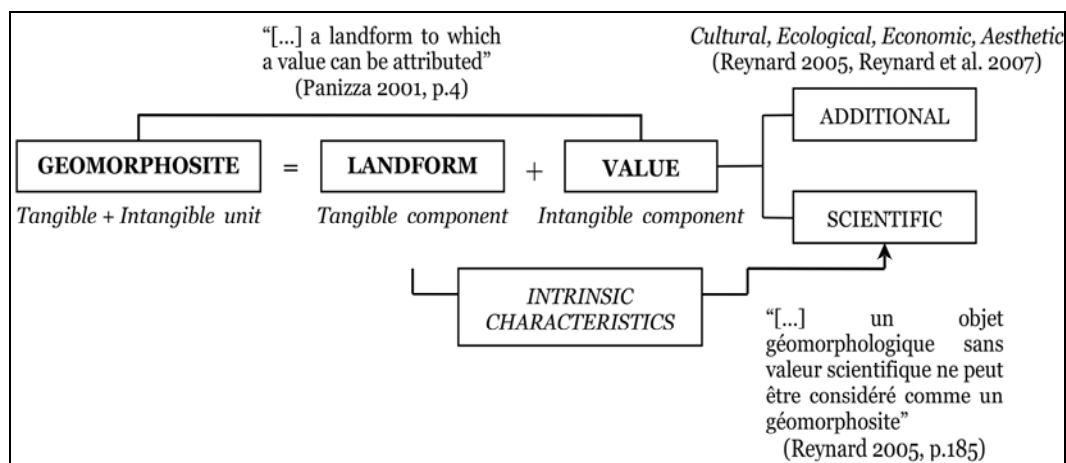 “[...] a landform to which
a value can be attributed”
(Panizza 2001, p.4)
Cultural, Ecological, Economic, Aesthetic
(Reynard 2005, Reynard et al. 2007)
ADDITIONAL
GEOMORPHOSITE = LANDFORM + VALUE
Tangible + Intangible unit
Tangible component
Intangible component
SCIENTIFIC
INTRINSIC
CHARACTERISTICS
“[...] un objet
géomorphologique sans
valeur scientifique ne peut
être considéré comme un
géomorphosite”
(Reynard 2005, p.185)